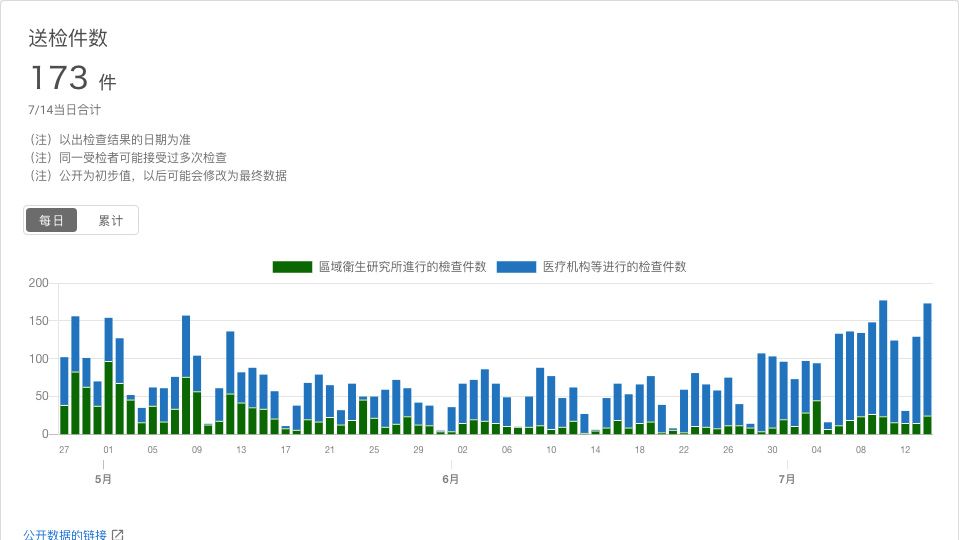 送检件数
173 件
7/14当日合计
（注）以出检查结果的日期为准
（注）同一受检者可能接受过多次检查
（注）公开为初步值，以后可能会修改为最终数据
每日 累计
區域衛生研究所進行的檢查件数 医疗机构等进行的检查件数
200
150
100
50
0
27 01 05 09 13 17 21 25 29 02 06 10 14 18 22 26 30 04 08 12
5月 6月 7月
公开数据的链接